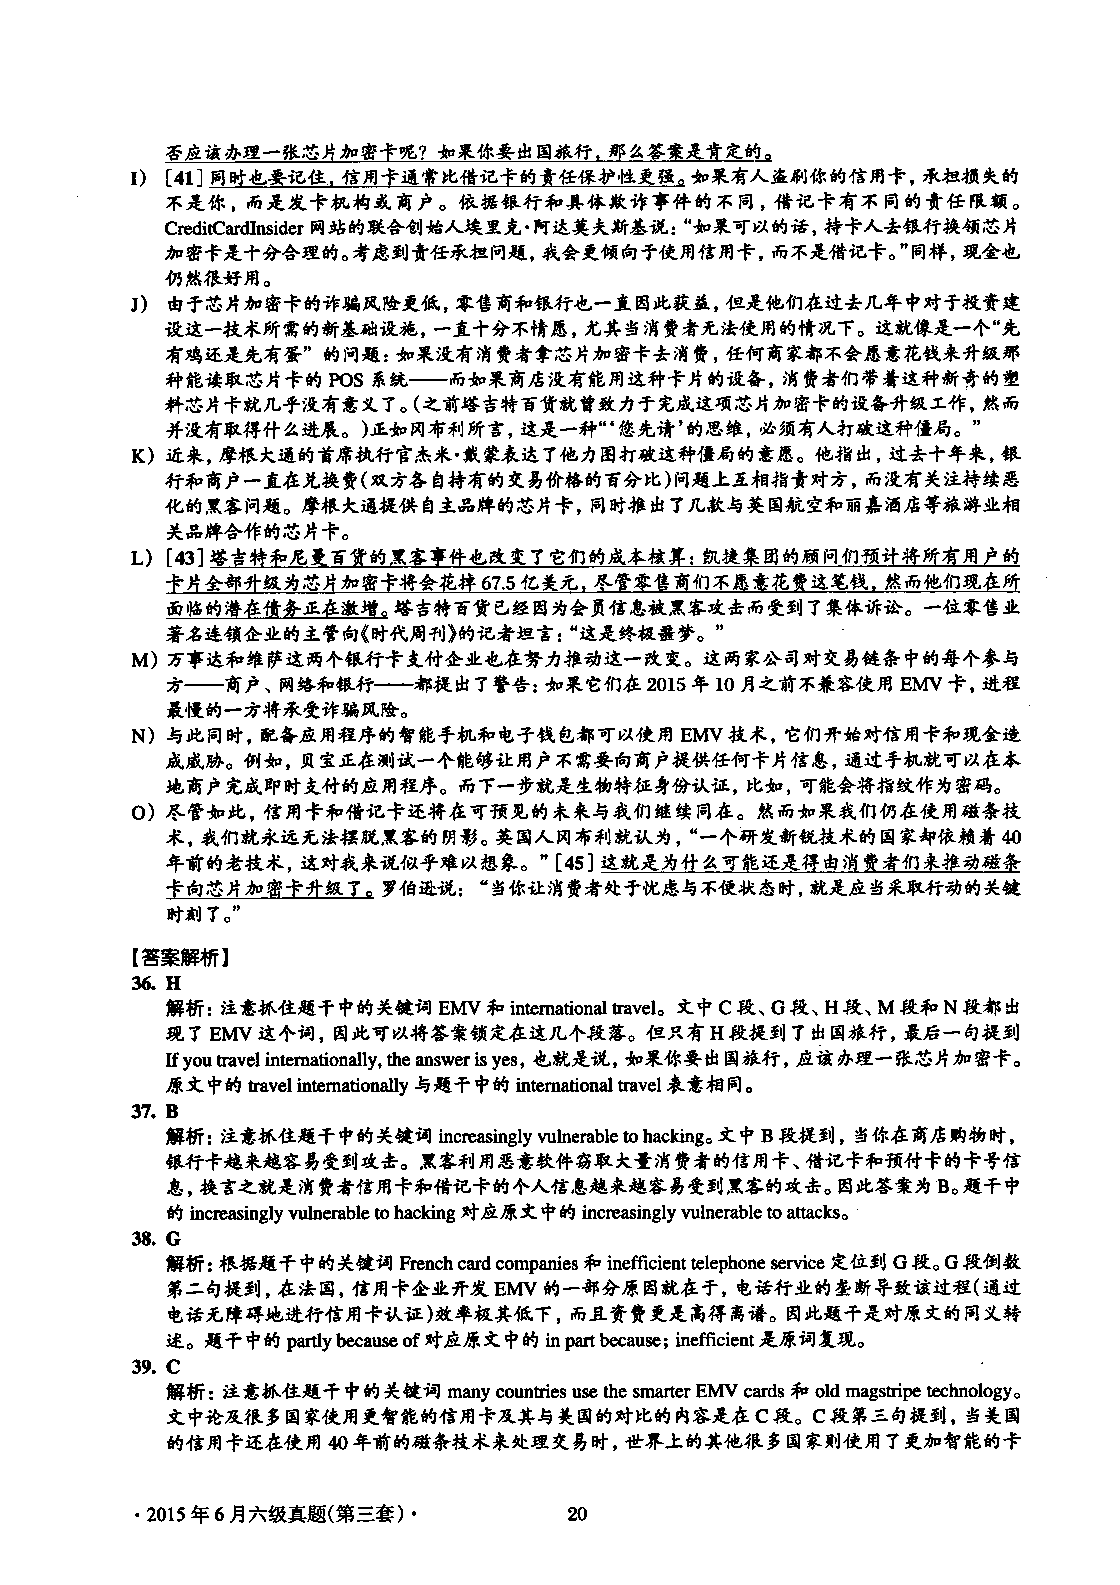 否应该办理一张芯片加密卡呢？如果你要出国旅行，那么答案是肯定的。
I) [41]同时也要记住，信用卡通常比借记卡的责任保护性更强。如果有人盗刷你的信用卡，承担损失的
不是你，而是发卡机构或商户。依据银行和具体欺诈事件的不同，借记卡有不同的责任限额。
CreditCardInsider 网站的联合创始人埃里克·阿达莫夫斯基说：“如果可以的话，持卡人去银行换领芯片
加密卡是十分合理的。考虑到责任承担问题，我会更倾向于使用信用卡，而不是借记卡。”同样，现金也
仍然很好用。
J) 由于芯片加密卡的诈骗风险更低，零售商和银行也一直因此获益，但是他们在过去几年中对于投资建
设这一技术所需的新基础设施，一直十分不情愿，尤其当消费者无法使用的情况下。这就像是一个“先
有鸡还是先有蛋”的问题：如果没有消费者拿芯片加密卡去消费，任何商家都不会愿意花钱来升级那
种能读取芯片卡的 POS 系统——而如果商店没有能用这种卡片的设备，消费者们带着这种新奇的塑
料芯片卡就几乎没有意义了。(之前塔吉特百货就曾致力于完成这项芯片加密卡的设备升级工作，然而
并没有取得什么进展。)正如冈布利所言，这是一种“‘您先请’的思维，必须有人打破这种僵局。”
K) 近来，摩根大通的首席执行官杰米·戴蒙表达了他力图打破这种僵局的意愿。他指出，过去十年来，银
行和商户一直在兑换费(双方各自持有的交易价格的百分比)问题上互相指责对方，而没有关注持续恶
化的黑客问题。摩根大通提供自主品牌的芯片卡，同时推出了几款与英国航空和丽嘉酒店等旅游业相
关品牌合作的芯片卡。
L) [43]塔吉特和尼曼百货的黑客事件也改变了它们的成本核算：凯捷集团的顾问们预计将所有用户的
卡片全部升级为芯片加密卡将会花掉 67.5 亿美元，尽管零售商们不愿意花费这笔钱，然而他们现在所
面临的潜在债务正在激增。塔吉特百货已经因为会员信息被黑客攻击而受到了集体诉讼。一位零售业
著名连锁企业的主管向《时代周刊》的记者坦言：“这是终极噩梦。”
M) 万事达和维萨这两个银行卡支付企业也在努力推动这一改变。这两家公司对交易链条中的每个参与
方——商户、网络和银行——都提出了警告：如果它们在 2015 年 10 月之前不兼容使用 EMV 卡，进程
最慢的一方将承受诈骗风险。
N) 与此同时，配备应用程序的智能手机和电子钱包都可以使用 EMV 技术，它们开始对信用卡和现金造
成威胁。例如，贝宝正在测试一个能够让用户不需要向商户提供任何卡片信息，通过手机就可以在本
地商户完成即时支付的应用程序。而下一步就是生物特征身份认证，比如，可能会将指纹作为密码。
O) 尽管如此，信用卡和借记卡还将在可预见的未来与我们继续同在。然而如果我们仍在使用磁条技
术，我们就永远无法摆脱黑客的阴影。英国人冈布利就认为，“一个研发新锐技术的国家却依赖着 40
年前的老技术，这对我来说似乎难以想象。”[45]这就是为什么可能还是得由消费者们来推动磁条
卡向芯片加密卡升级了。罗伯逊说：“当你让消费者处于忧虑与不便状态时，就是应当采取行动的关键
时刻了。”
【答案解析】
36. H
解析：注意抓住题干中的关键词 EMV 和 international travel。文中 C 段、G 段、H 段、M 段和 N 段都出
现了 EMV 这个词，因此可以将答案锁定在这几个段落。但只有 H 段提到了出国旅行，最后一句提到
If you travel internationally, the answer is yes，也就是说，如果你要出国旅行，应该办理一张芯片加密卡。
原文中的 travel internationally 与题干中的 international travel 表意相同。
37. B
解析：注意抓住题干中的关键词 increasingly vulnerable to hacking。文中 B 段提到，当你在商店购物时，
银行卡越来越容易受到攻击。黑客利用恶意软件窃取大量消费者的信用卡、借记卡和预付卡的卡号信
息，换言之就是消费者信用卡和借记卡的个人信息越来越容易受到黑客的攻击。因此答案为 B。题干中
的 increasingly vulnerable to hacking 对应原文中的 increasingly vulnerable to attacks。
38. G
解析：根据题干中的关键词 French card companies 和 inefficient telephone service 定位到 G 段。G 段倒数
第二句提到，在法国，信用卡企业开发 EMV 的一部分原因就在于，电话行业的垄断导致该过程(通过
电话无障碍地进行信用卡认证)效率极其低下，而且资费更是高得离谱。因此题干是对原文的同义转
述。题干中的 partly because of 对应原文中的 in part because；inefficient 是原词复现。
39. C
解析：注意抓住题干中的关键词 many countries use the smarter EMV cards 和 old magstripe technology。
文中论及很多国家使用更智能的信用卡及其与美国的对比的内容是在 C 段。C 段第三句提到，当美国
的信用卡还在使用 40 年前的磁条技术来处理交易时，世界上的其他很多国家则使用了更加智能的卡
·2015 年 6 月六级真题(第三套)· 20